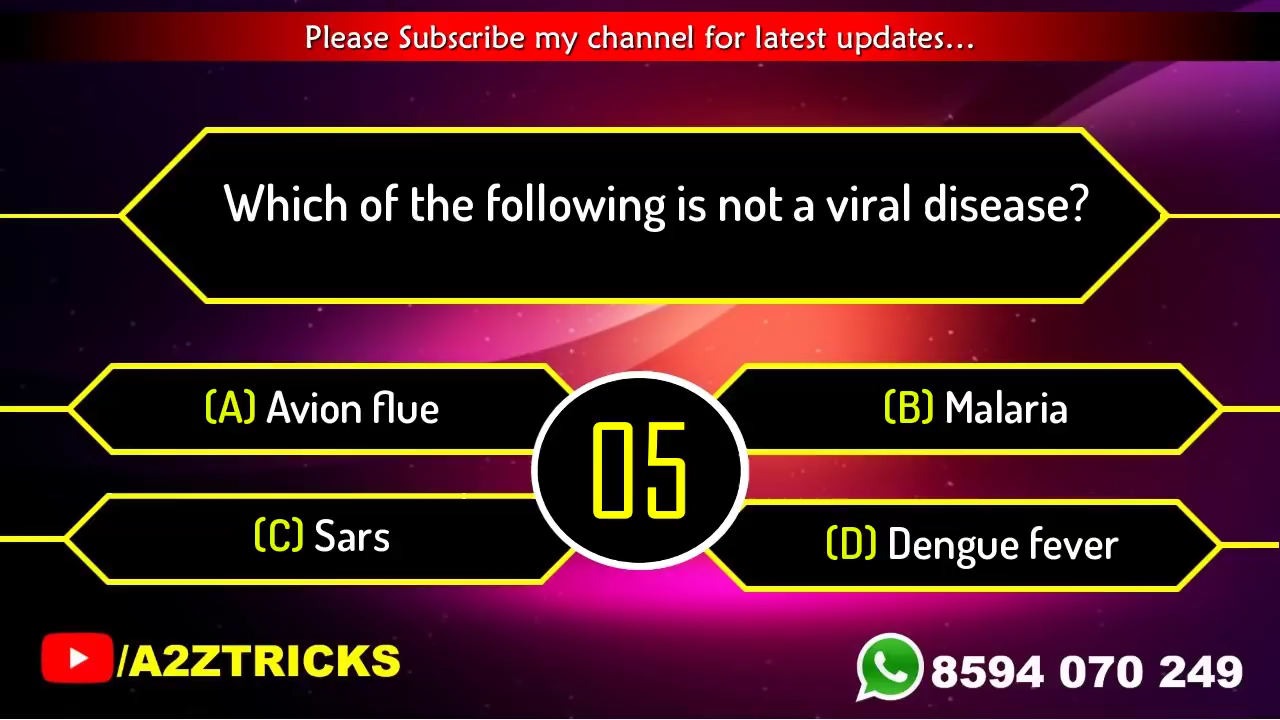 Please Subscribe my channel for latest updates...
Which of the following is not a viral disease?
(A) Avion flue
(B) Malaria
05
(C) Sars
(D) Dengue fever
/A2ZTRICKS
8594 070 249